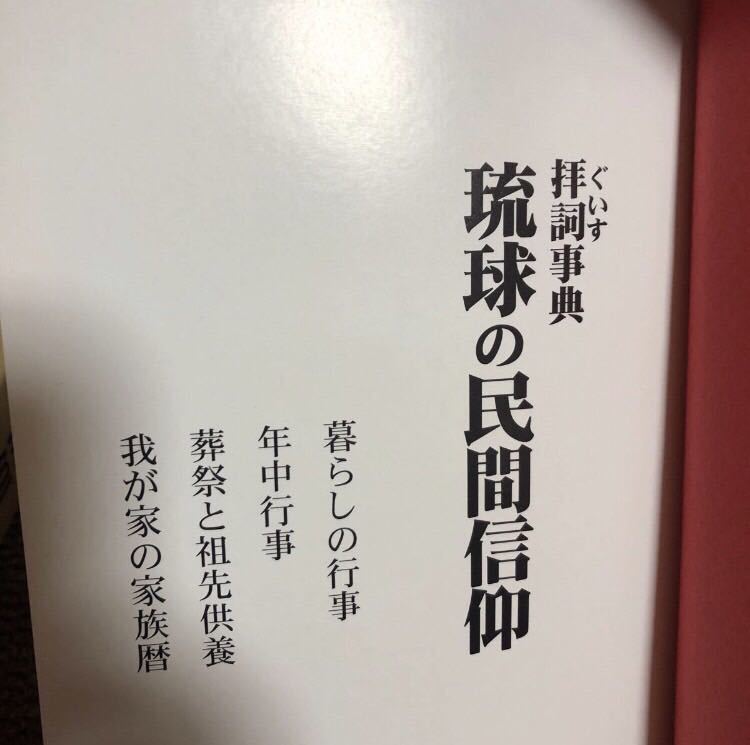 拝詞事典
ぐいす
琉球の民間信仰
暮らしの行事
年中行事
葬祭と祖先供養
我が家の家族暦